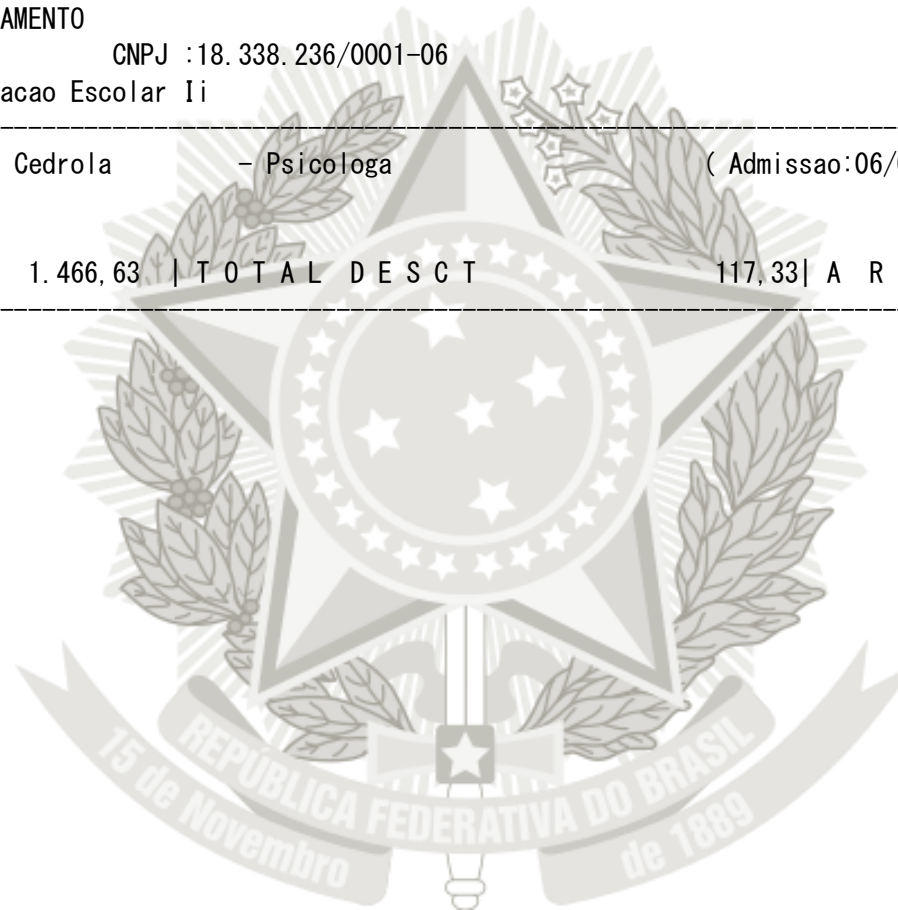 AMENTO
CNPJ :18.338.236/0001-06
acao Escolar Ii
Cedrola - Psicologa ( Admissao:06/
1.466,63 | T O T A L D E S C T 117,33| A R
REPÚBLICA FEDERATIVA DO BRASIL
15 de Novembro de 1889